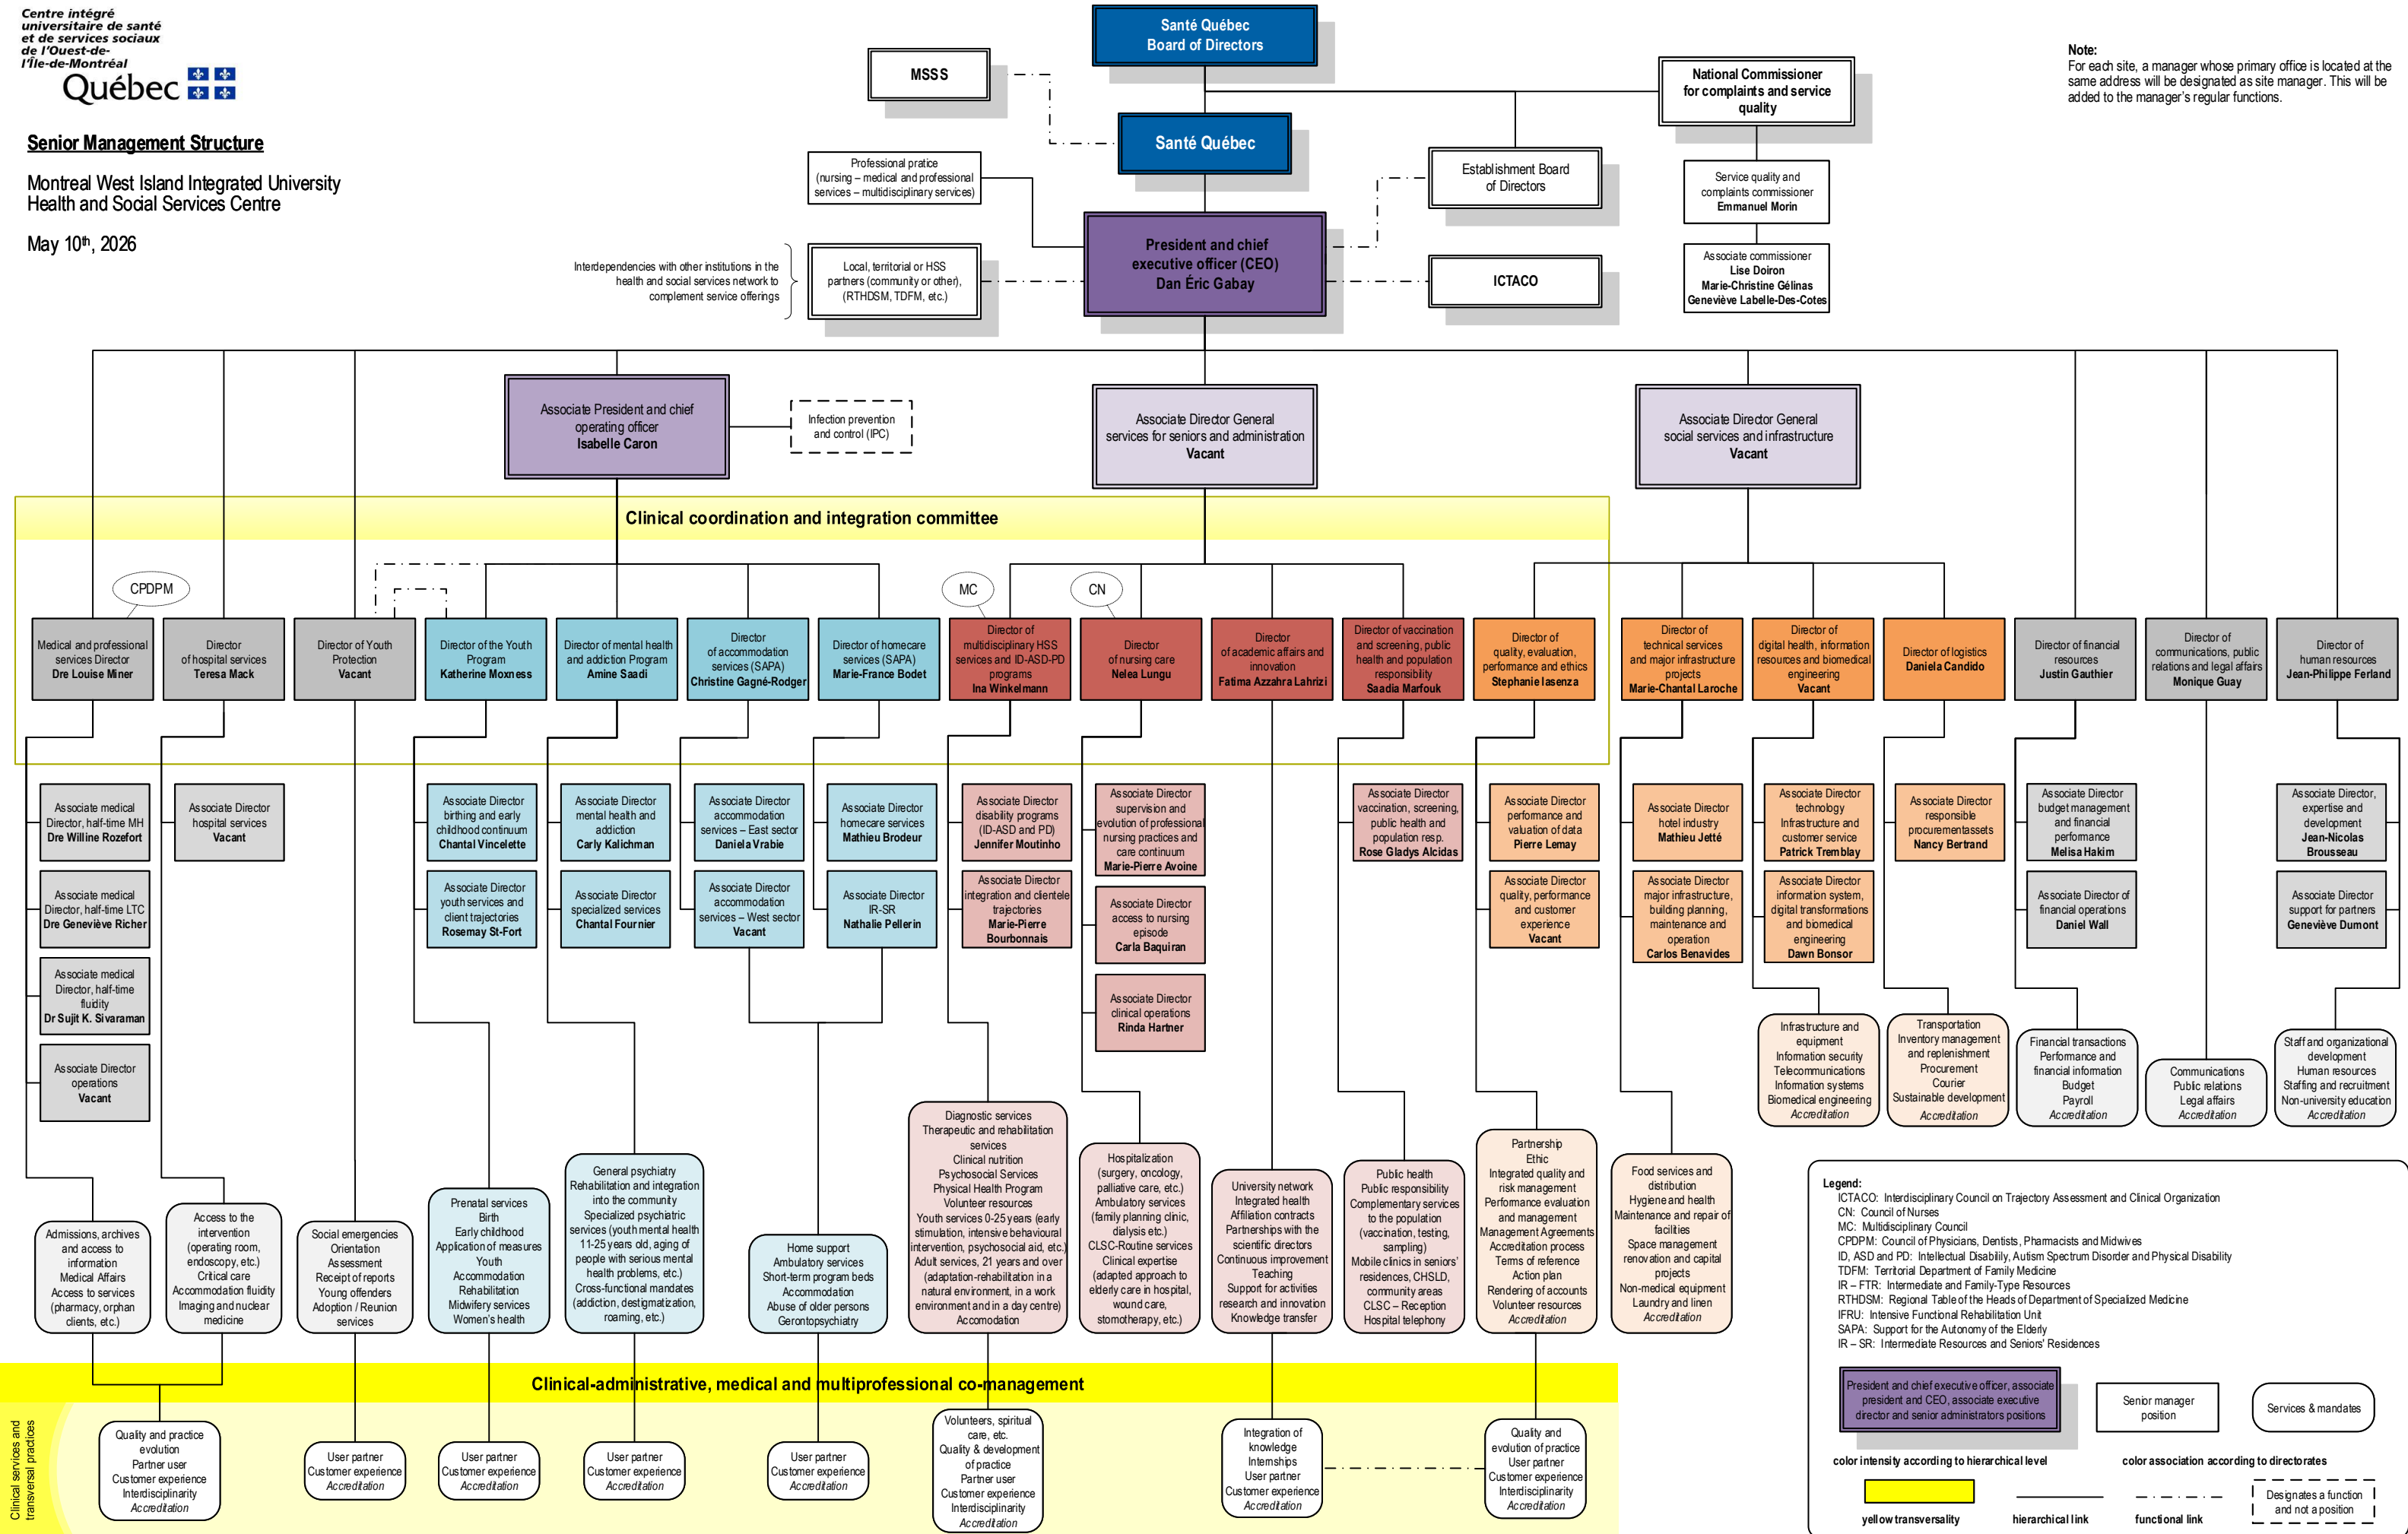 Centre intégré
universitaire de santé
et de services sociaux
de l'Ouest-de-
l'Île-de-Montréal
Québec
Senior Management Structure
Montreal West Island Integrated University
Health and Social Services Centre
May 10th, 2026
Santé Québec
Board of Directors
MSSS
National Commissioner
for complaints and service
quality
Note:
For each site, a manager whose primary office is located at the
same address will be designated as site manager. This will be
added to the manager's regular functions.
Santé Québec
Professional pratice
(nursing – medical and professional
services – multidisciplinary services)
Establishment Board
of Directors
Service quality and
complaints commissioner
Emmanuel Morin
President and chief
executive officer (CEO)
Dan Éric Gabay
Interdependencies with other institutions in the
health and social services network to
complement service offerings
Local, territorial or HSS
partners (community or other),
(RTHDSM, TDFM, etc.)
ICTACO
Associate commissioner
Lise Doiron
Marie-Christine Gélinas
Geneviève Labelle-Des-Cotes
Associate President and chief
operating officer
Isabelle Caron
Infection prevention
and control (IPC)
Associate Director General
services for seniors and administration
Vacant
Associate Director General
social services and infrastructure
Vacant
Clinical coordination and integration committee
CPDPM
MC
CN
Medical and professional
services Director
Dre Louise Miner
Director
of hospital services
Teresa Mack
Director of Youth
Protection
Vacant
Director of the Youth
Program
Katherine Moxness
Director of mental health
and addiction Program
Amine Saadi
Director
of accommodation
services (SAPA)
Christine Gagné-Rodger
Director of homecare
services (SAPA)
Marie-France Bodet
Director of
multidisciplinary HSS
services and ID-ASD-PD
programs
Ina Winkelmann
Director
of nursing care
Nelea Lungu
Director
of academic affairs and
innovation
Fatima Azzahra Lahrizi
Director of vaccination
and screening, public
health and population
responsibility
Saadia Marfouk
Director of
quality, evaluation,
performance and ethics
Stephanie Iasenza
Director of
technical services
and major infrastructure
projects
Marie-Chantal Laroche
Director of
digital health, information
resources and biomedical
engineering
Vacant
Director of logistics
Daniela Candido
Director of financial
resources
Justin Gauthier
Director of
communications, public
relations and legal affairs
Monique Guay
Director of
human resources
Jean-Philippe Ferland
Associate medical
Director, half-time MH
Dre Willine Rozefort
Associate Director
hospital services
Vacant
Associate Director
birthing and early
childhood continuum
Chantal Vincelette
Associate Director
mental health and
addiction
Carly Kalichman
Associate Director
accommodation
services – East sector
Daniela Vrabie
Associate Director
homecare services
Mathieu Brodeur
Associate Director
disability programs
(ID-ASD and PD)
Jennifer Moutinho
Associate Director
supervision and
evolution of professional
nursing practices and
care continuum
Marie-Pierre Avoine
Associate Director
vaccination, screening,
public health and
population resp.
Rose Gladys Alcidas
Associate Director
performance and
valuation of data
Pierre Lemay
Associate Director
hotel industry
Mathieu Jetté
Associate Director
technology
Infrastructure and
customer service
Patrick Tremblay
Associate Director
responsible
procurementassets
Nancy Bertrand
Associate Director
budget management
and financial
performance
Melisa Hakim
Associate Director,
expertise and
development
Jean-Nicolas
Brousseau
Associate medical
Director, half-time LTC
Dre Geneviève Richer
Associate Director
youth services and
client trajectories
Rosemay St-Fort
Associate Director
specialized services
Chantal Fournier
Associate Director
accommodation
services – West sector
Vacant
Associate Director
IR-SR
Nathalie Pellerin
Associate Director
integration and clientele
trajectories
Marie-Pierre
Bourbonnais
Associate Director
access to nursing
episode
Carla Baquiran
Associate Director
quality, performance
and customer
experience
Vacant
Associate Director
major infrastructure,
building planning,
maintenance and
operation
Carlos Benavides
Associate Director
information system,
digital transformations
and biomedical
engineering
Dawn Bonsor
Associate Director of
financial operations
Daniel Wall
Associate Director
support for partners
Geneviève Dumont
Associate medical
Director, half-time
fluidity
Dr Sujit K. Sivaraman
Associate Director
clinical operations
Rinda Hartner
Associate Director
operations
Vacant
Infrastructure and
equipment
Information security
Telecommunications
Information systems
Biomedical engineering
Accreditation
Transportation
Inventory management
and replenishment
Procurement
Courier
Sustainable development
Accreditation
Financial transactions
Performance and
financial information
Budget
Payroll
Accreditation
Communications
Public relations
Legal affairs
Accreditation
Staff and organizational
development
Human resources
Staffing and recruitment
Non-university education
Accreditation
Admissions, archives
and access to
information
Medical Affairs
Access to services
(pharmacy, orphan
clients, etc.)
Access to the
intervention
(operating room,
endoscopy, etc.)
Critical care
Accommodation fluidity
Imaging and nuclear
medicine
Social emergencies
Orientation
Assessment
Receipt of reports
Young offenders
Adoption / Reunion
services
Prenatal services
Birth
Early childhood
Application of measures
Youth
Accommodation
Rehabilitation
Midwifery services
Women's health
General psychiatry
Rehabilitation and integration
into the community
Specialized psychiatric
services (youth mental health
11-25 years old, aging of
people with serious mental
health problems, etc.)
Cross-functional mandates
(addiction, destigmatization,
roaming, etc.)
Home support
Ambulatory services
Short-term program beds
Accommodation
Abuse of older persons
Gerontopsychiatry
Diagnostic services
Therapeutic and rehabilitation
services
Clinical nutrition
Psychosocial Services
Physical Health Program
Volunteer resources
Youth services 0-25 years (early
stimulation, intensive behavioural
intervention, psychosocial aid, etc.)
Adult services, 21 years and over
(adaptation-rehabilitation in a
natural environment, in a work
environment and in a day centre)
Accomodation
Hospitalization
(surgery, oncology,
palliative care, etc.)
Ambulatory services
(family planning clinic,
dialysis etc.)
CLSC-Routine services
Clinical expertise
(adapted approach to
elderly care in hospital,
wound care,
stomotherapy, etc.)
University network
Integrated health
Affiliation contracts
Partnerships with the
scientific directors
Continuous improvement
Teaching
Support for activities
research and innovation
Knowledge transfer
Public health
Public responsibility
Complementary services
to the population
(vaccination, testing,
sampling)
Mobile clinics in seniors'
residences, CHSLD,
community areas
CLSC – Reception
Hospital telephony
Partnership
Ethic
Integrated quality and
risk management
Performance evaluation
and management
Management Agreements
Accreditation process
Terms of reference
Action plan
Rendering of accounts
Volunteer resources
Accreditation
Food services and
distribution
Hygiene and health
Maintenance and repair of
facilities
Space management
renovation and capital
projects
Non-medical equipment
Laundry and linen
Accreditation
Clinical-administrative, medical and multiprofessional co-management
Clinical services and
transversal practices
Quality and practice
evolution
Partner user
Customer experience
Interdisciplinarity
Accreditation
User partner
Customer experience
Accreditation
User partner
Customer experience
Accreditation
User partner
Customer experience
Accreditation
User partner
Customer experience
Accreditation
Volunteers, spiritual
care, etc.
Quality & development
of practice
Partner user
Customer experience
Interdisciplinarity
Accreditation
Integration of
knowledge
Internships
User partner
Customer experience
Accreditation
Quality and
evolution of practice
User partner
Customer experience
Interdisciplinarity
Accreditation
Legend:
ICTACO: Interdisciplinary Council on Trajectory Assessment and Clinical Organization
CN: Council of Nurses
MC: Multidisciplinary Council
CPDPM: Council of Physicians, Dentists, Pharmacists and Midwives
ID, ASD and PD: Intellectual Disability, Autism Spectrum Disorder and Physical Disability
TDFM: Territorial Department of Family Medicine
IR – FTR: Intermediate and Family-Type Resources
RTHDSM: Regional Table of the Heads of Department of Specialized Medicine
IFRU: Intensive Functional Rehabilitation Unit
SAPA: Support for the Autonomy of the Elderly
IR – SR: Intermediate Resources and Seniors' Residences
President and chief executive officer, associate
president and CEO, associate executive
director and senior administrators positions
Senior manager
position
Services & mandates
color intensity according to hierarchical level
color association according to directorates
yellow transversality
hierarchical link
functional link
Designates a function
and not a position